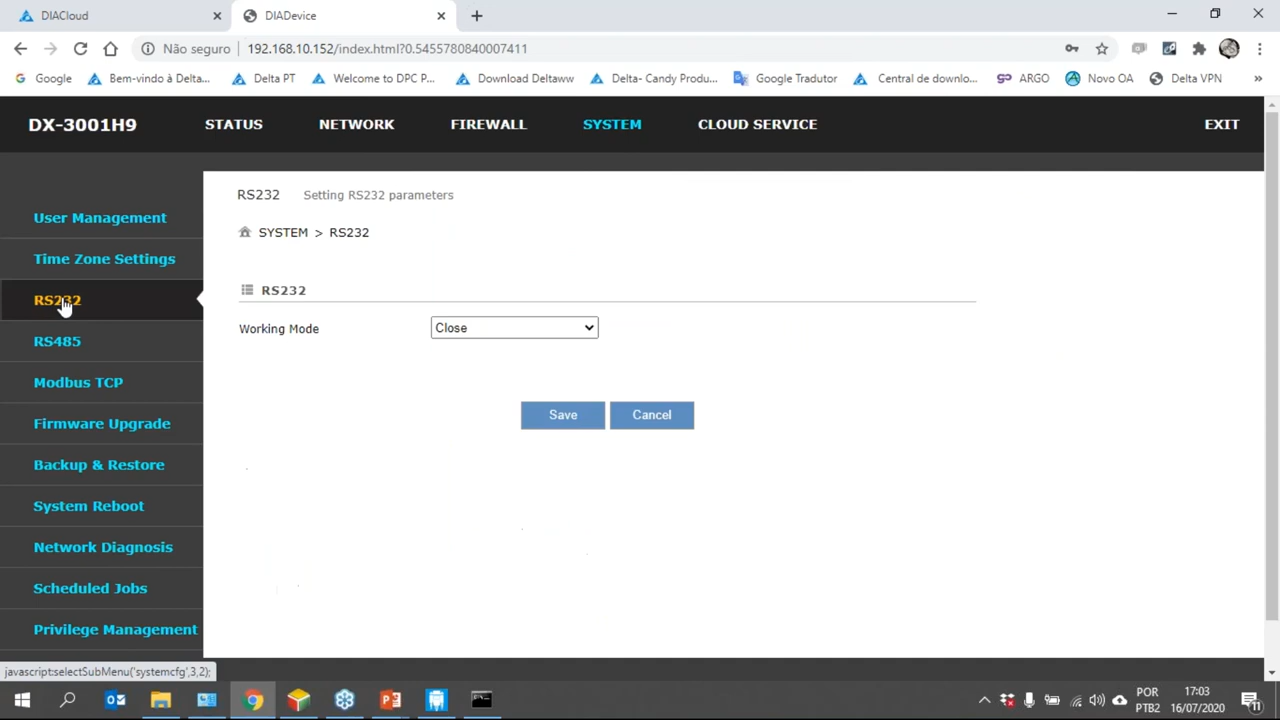 DIACloud
DIADevice
Não seguro
192.168.10.152/index.html?0.5455780840007411
Google
Bem-vindo à Delta...
Delta PT
Welcome to DPC P...
Download Deltaww
Delta- Candy Produ...
Google Tradutor
Central de downlo...
ARGO
Novo OA
Delta VPN
»
DX-3001H9
STATUS
NETWORK
FIREWALL
SYSTEM
CLOUD SERVICE
EXIT
User Management
Time Zone Settings
RS232
RS485
Modbus TCP
Firmware Upgrade
Backup & Restore
System Reboot
Network Diagnosis
Scheduled Jobs
Privilege Management
RS232 Setting RS232 parameters
SYSTEM > RS232
RS232
Working Mode
Close
Save
Cancel
javascript:selectSubMenu('systemcfg',3,2);
POR
PTB2
17:03
16/07/2020
11